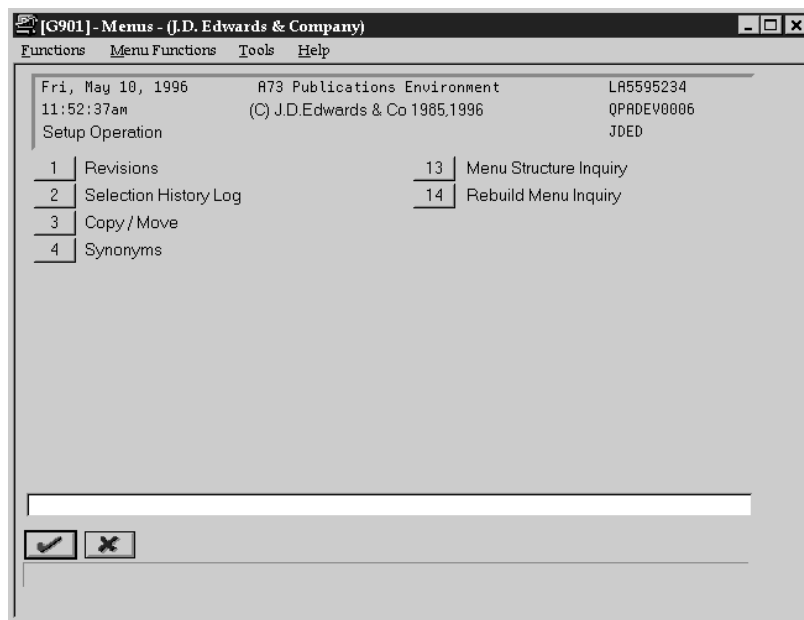 [G901] - Menus - (J.D. Edwards & Company)
Functions Menu Functions Tools Help
Fri, May 10, 1996 A73 Publications Environment LA5595234
11:52:37am (C) J.D.Edwards & Co 1985,1996 QPADEV0006
Setup Operation JDED
1 Revisions 13 Menu Structure Inquiry
2 Selection History Log 14 Rebuild Menu Inquiry
3 Copy / Move
4 Synonyms